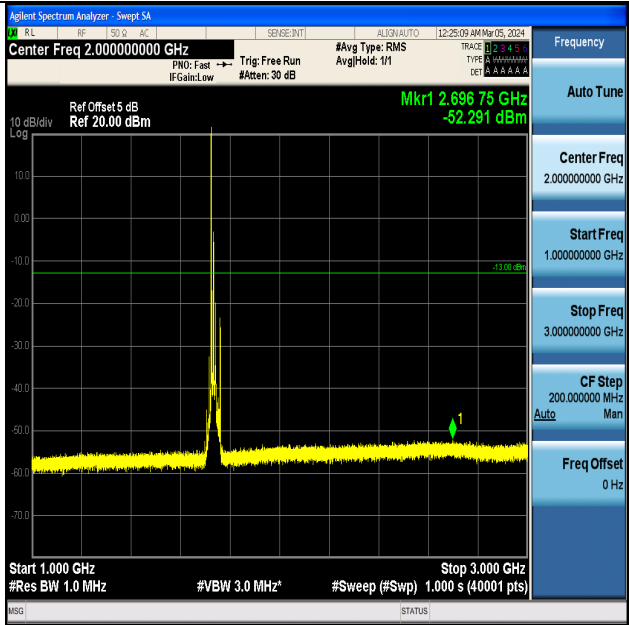 Agilent Spectrum Analyzer - Swept SA
RL RF 50 Ω AC SENSE:INT ALIGNAUTO 12:25:09 AM Mar 05, 2024
Center Freq 2.000000000 GHz
PNO: Fast
IFGain:Low
Trig: Free Run
#Atten: 30 dB
#Avg Type: RMS
Avg|Hold: 1/1
TRACE 1 2 3 4 5 6
TYPE A
DET A A A A A A
Mkr1 2.696 75 GHz
-52.291 dBm
Ref Offset 5 dB
10 dB/div Ref 20.00 dBm
Log
10.0
0.00
-10.0
-13.00 dBm
-20.0
-30.0
-40.0
-50.0
1
-60.0
-70.0
Start 1.000 GHz Stop 3.000 GHz
#Res BW 1.0 MHz #VBW 3.0 MHz* #Sweep (#Swp) 1.000 s (40001 pts)
MSG STATUS
Frequency
Auto Tune
Center Freq
2.000000000 GHz
Start Freq
1.000000000 GHz
Stop Freq
3.000000000 GHz
CF Step
200.000000 MHz
Auto Man
Freq Offset
0 Hz